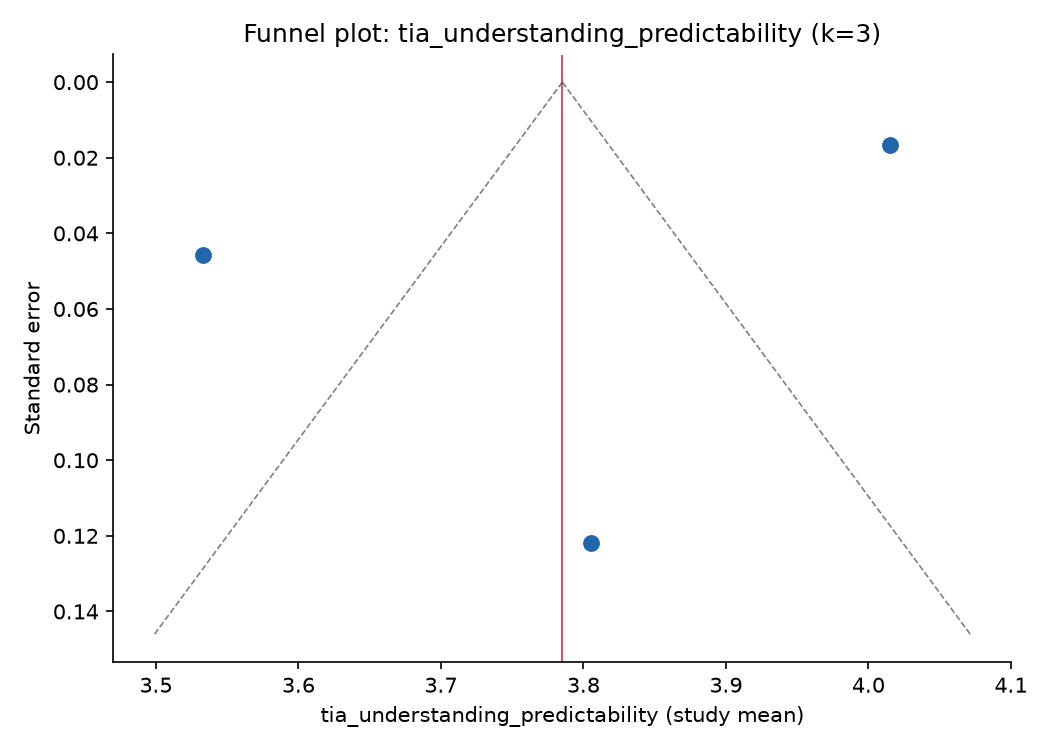 Funnel plot: tia_understanding_predictability (k=3)
Standard error
0.00
0.02
0.04
0.06
0.08
0.10
0.12
0.14
3.5 3.6 3.7 3.8 3.9 4.0 4.1
tia_understanding_predictability (study mean)